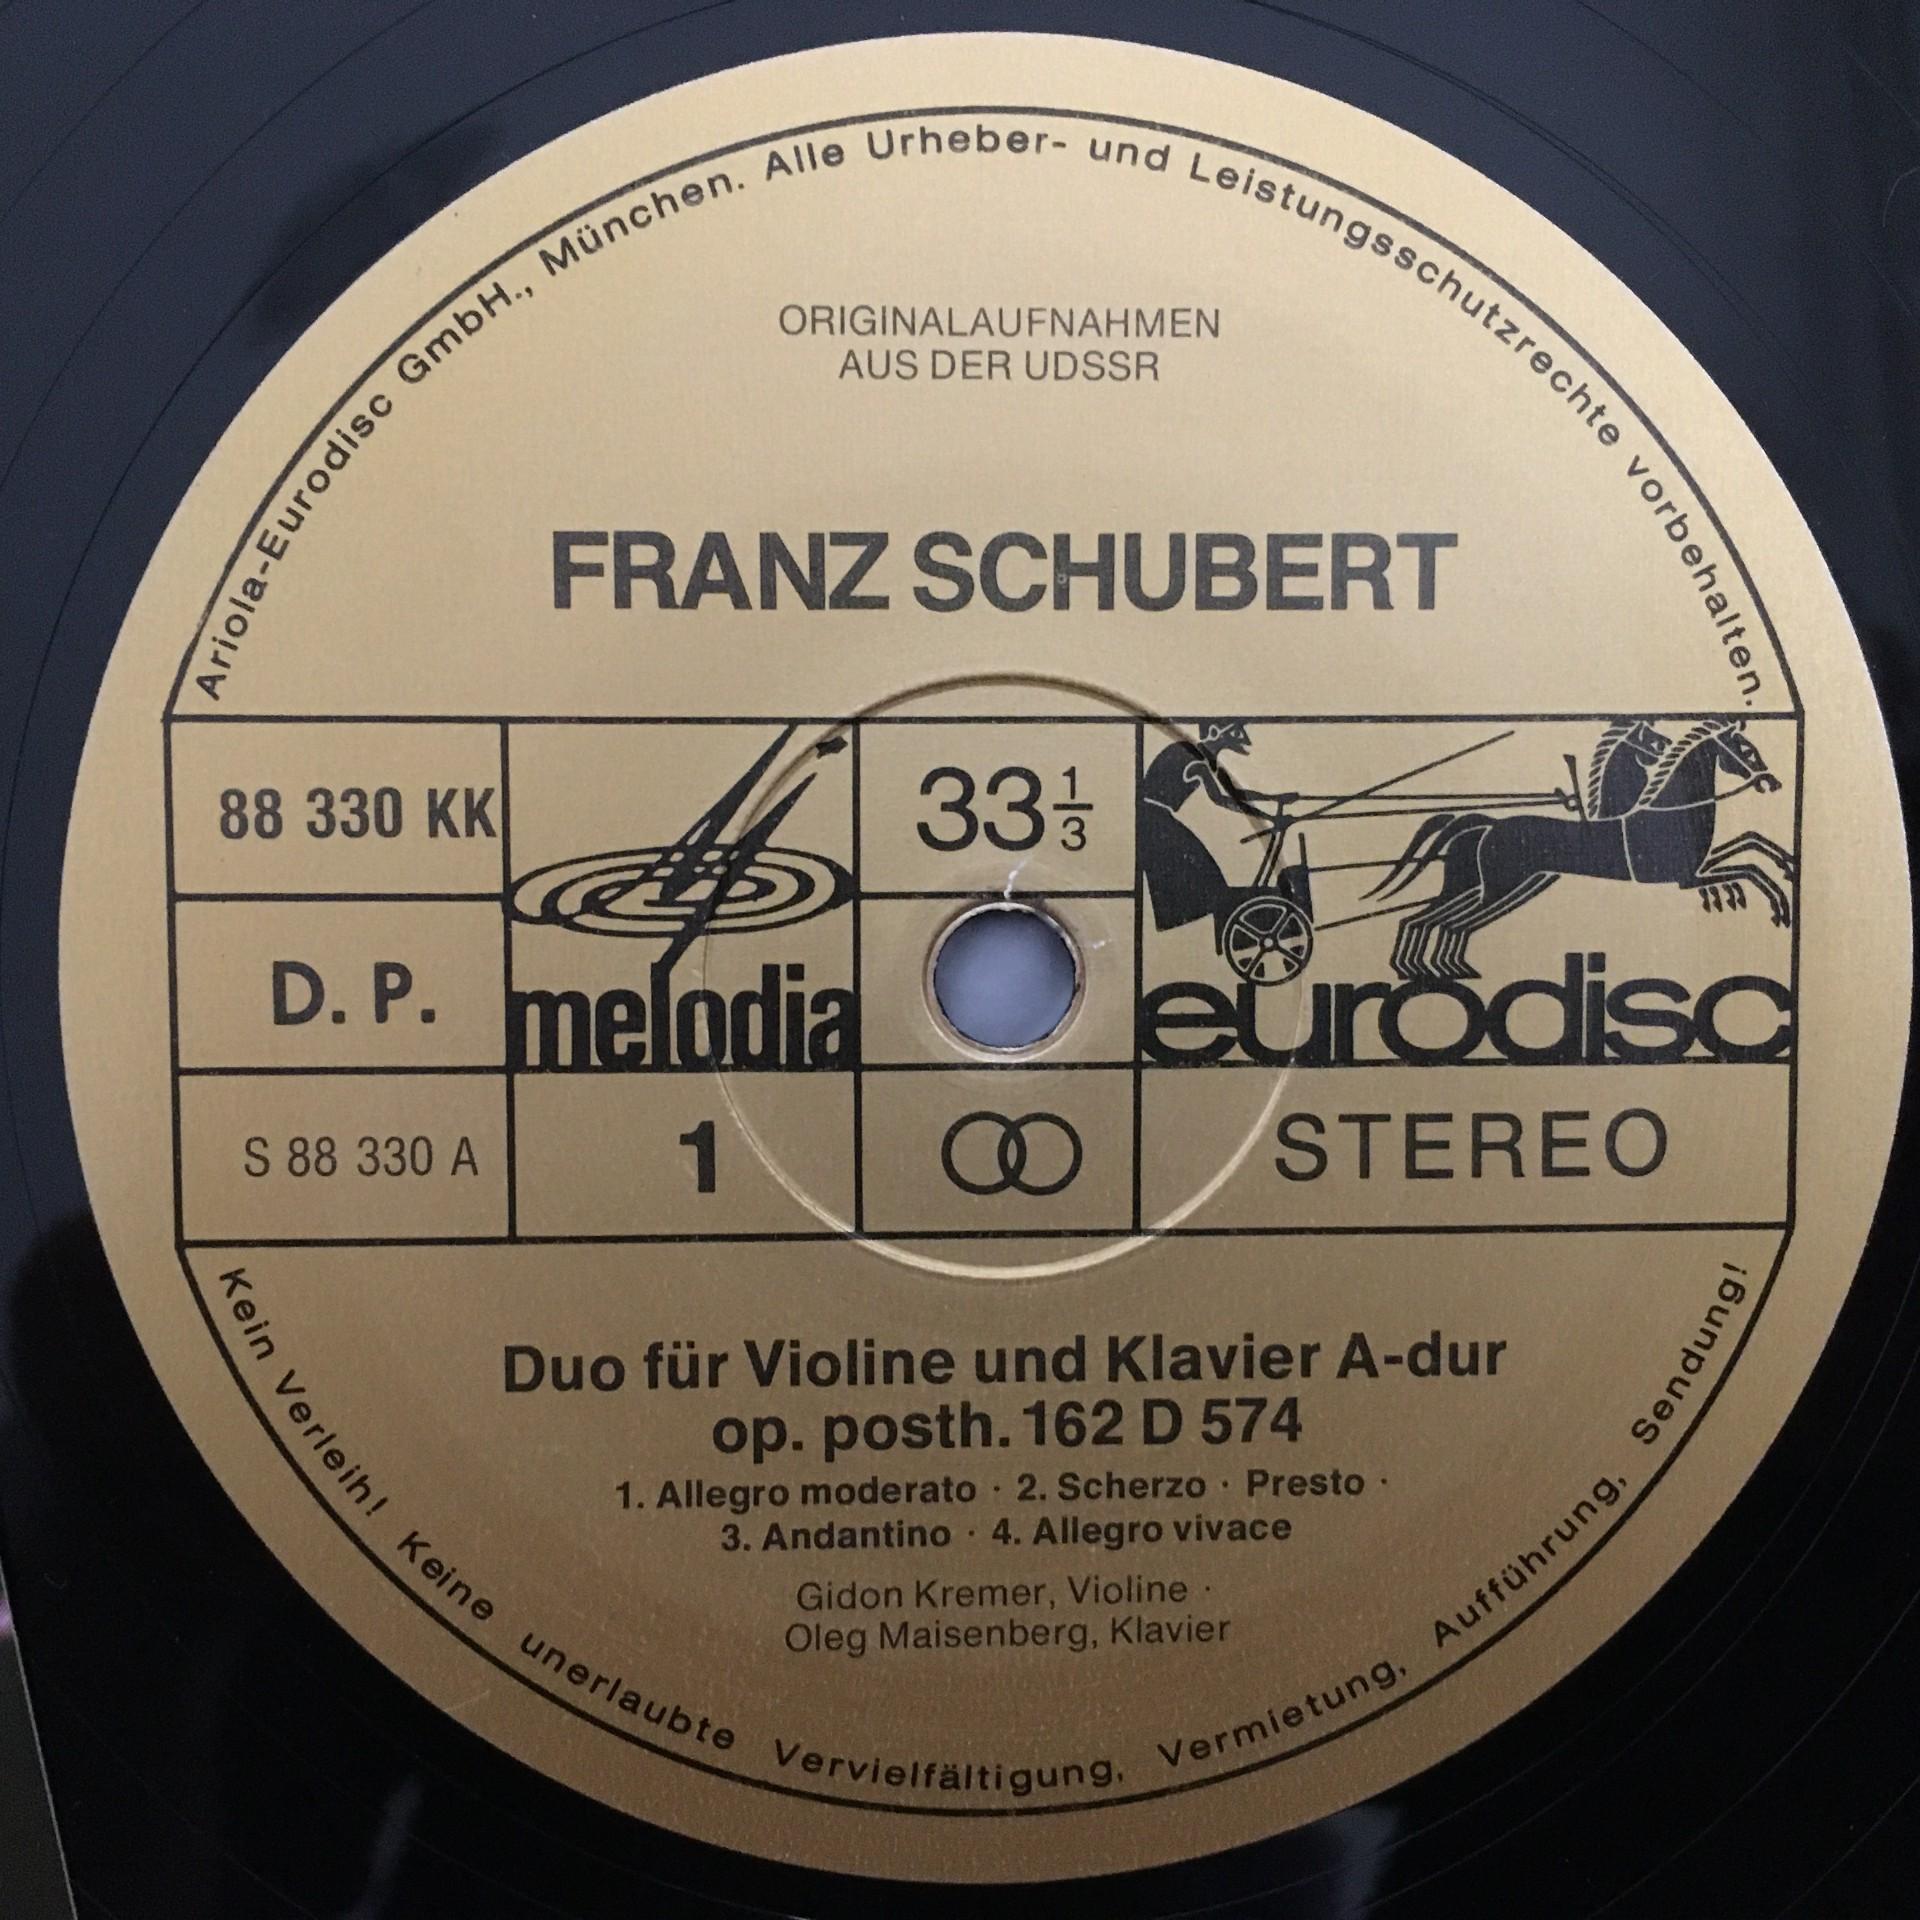 Ariola-Eurodisc GmbH., München. Alle Urheber- und Leistungsschutzrechte vorbehalten.
ORIGINALAUFNAHMEN
AUS DER UDSSR
FRANZ SCHUBERT
88 330 KK
33 1/3
D. P.
melodia
eurodisc
S 88 330 A
1
STEREO
Duo für Violine und Klavier A-dur
op. posth. 162 D 574
1. Allegro moderato · 2. Scherzo · Presto ·
3. Andantino · 4. Allegro vivace
Gidon Kremer, Violine ·
Oleg Maisenberg, Klavier
Kein Verleih! Keine unerlaubte Vervielfältigung, Vermietung, Aufführung, Sendung!